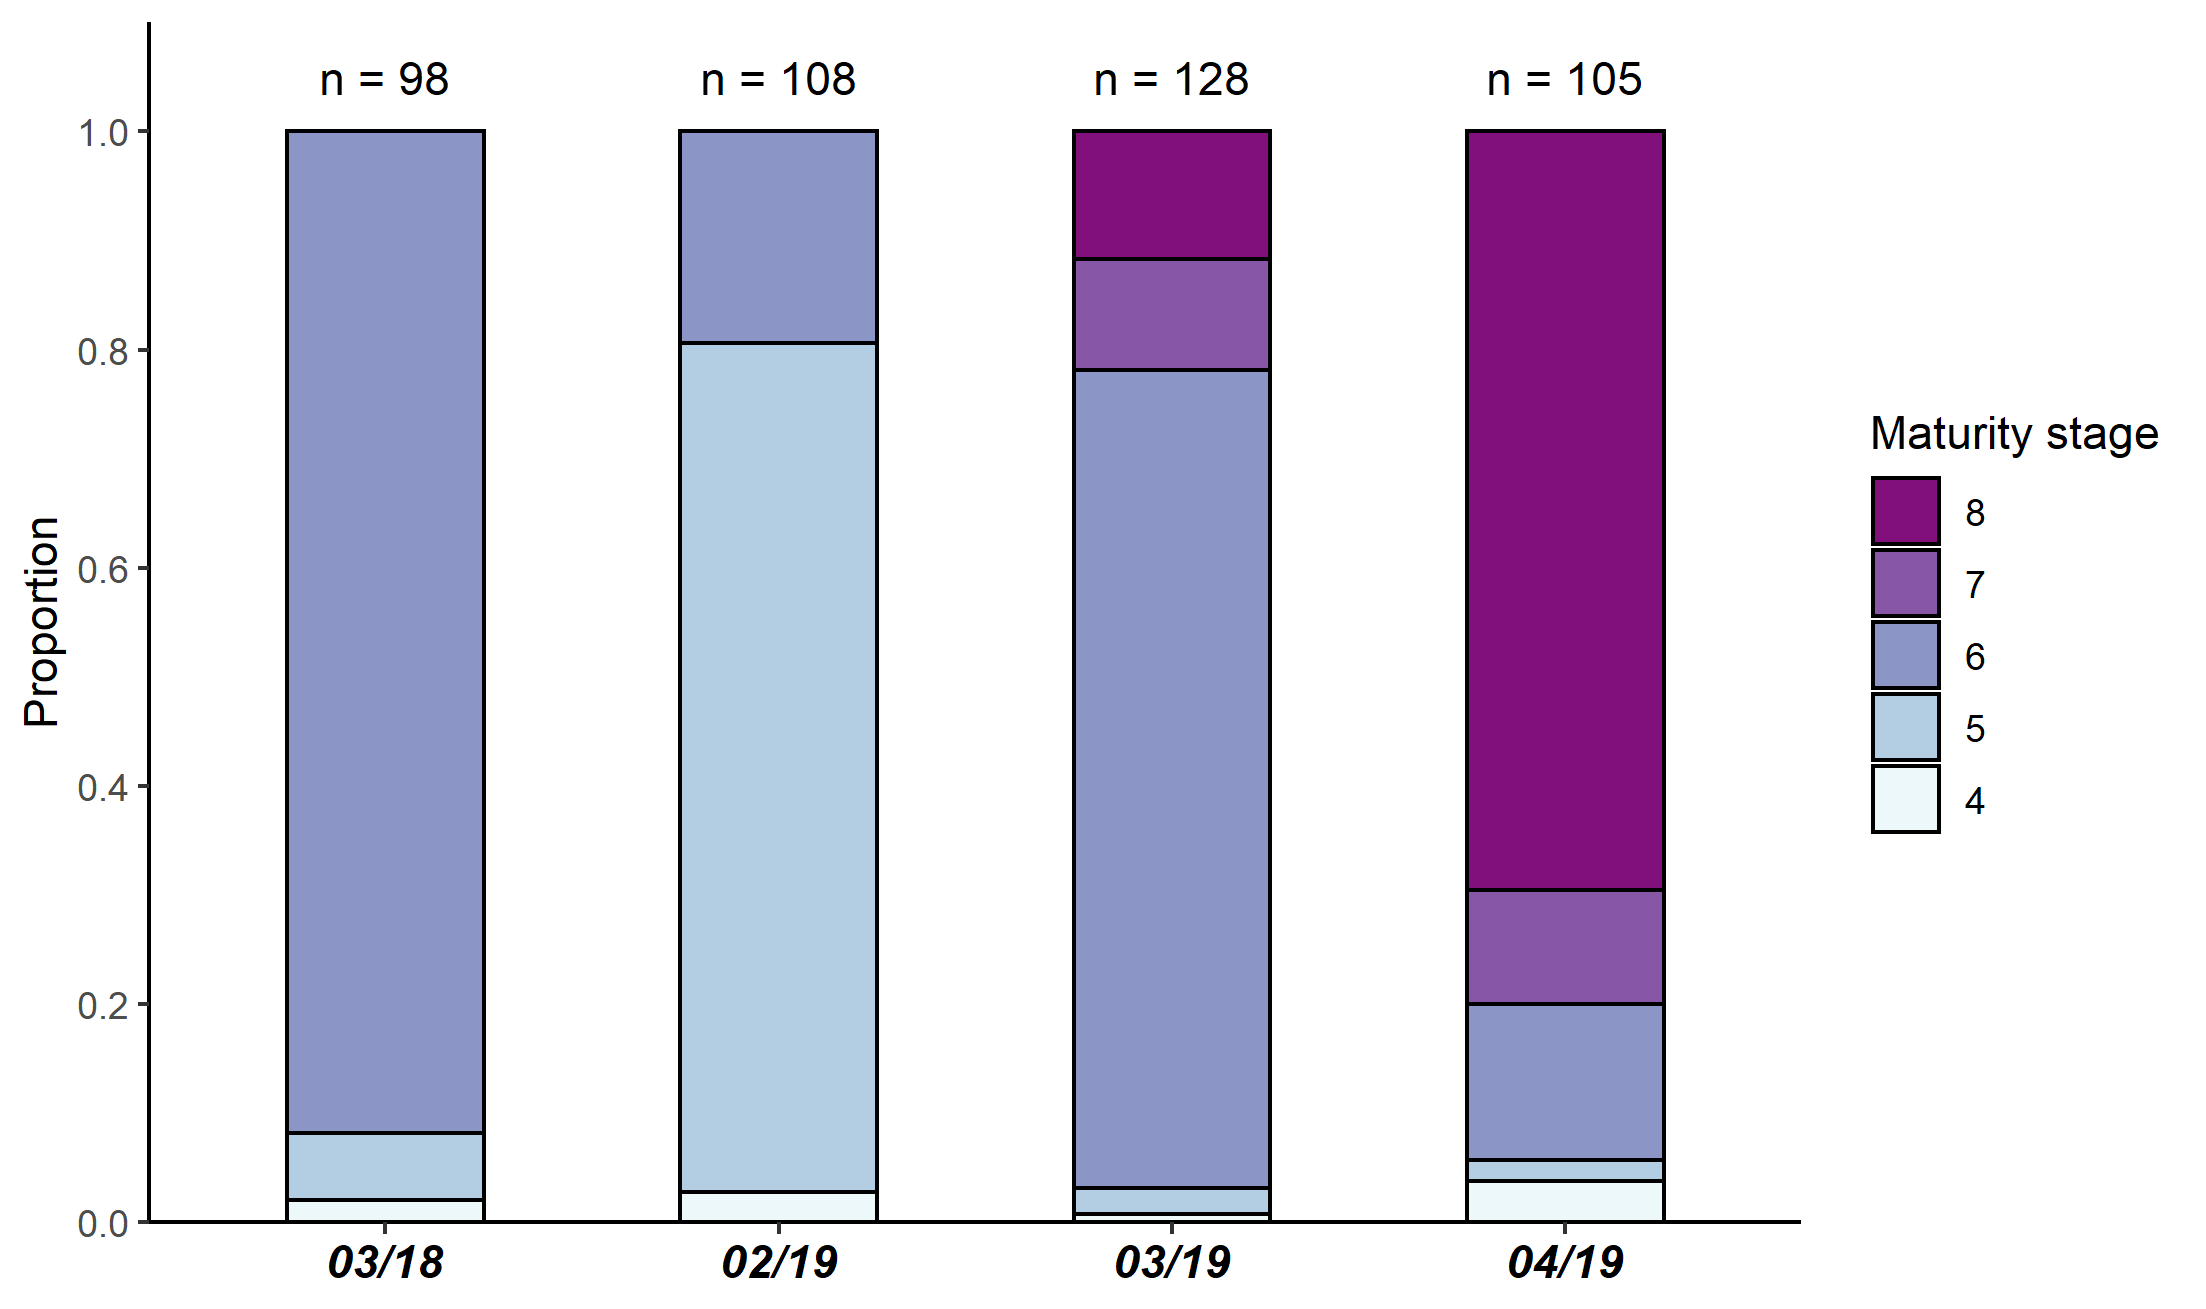 n = 98
n = 108
n = 128
n = 105
1.0
0.8
0.6
0.4
0.2
0.0
Proportion
03/18
02/19
03/19
04/19
Maturity stage
8
7
6
5
4